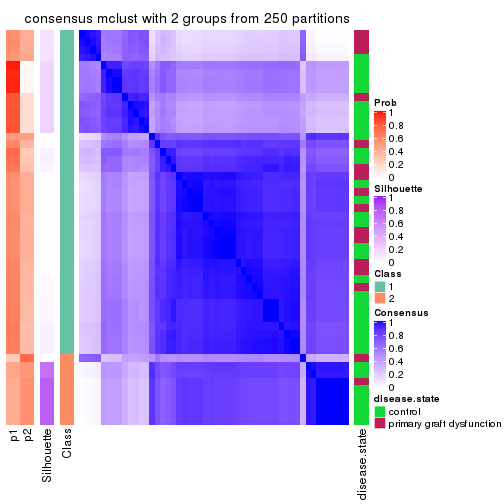 consensus mclust with 2 groups from 250 partitions
Prob
1
0.8
0.6
0.4
0.2
0
Silhouette
1
0.8
0.6
0.4
0.2
0
Class
1
2
Consensus
1
0.8
0.6
0.4
0.2
0
disease.state
control
primary graft dysfunction
p1
p2
Silhouette
Class
disease.state